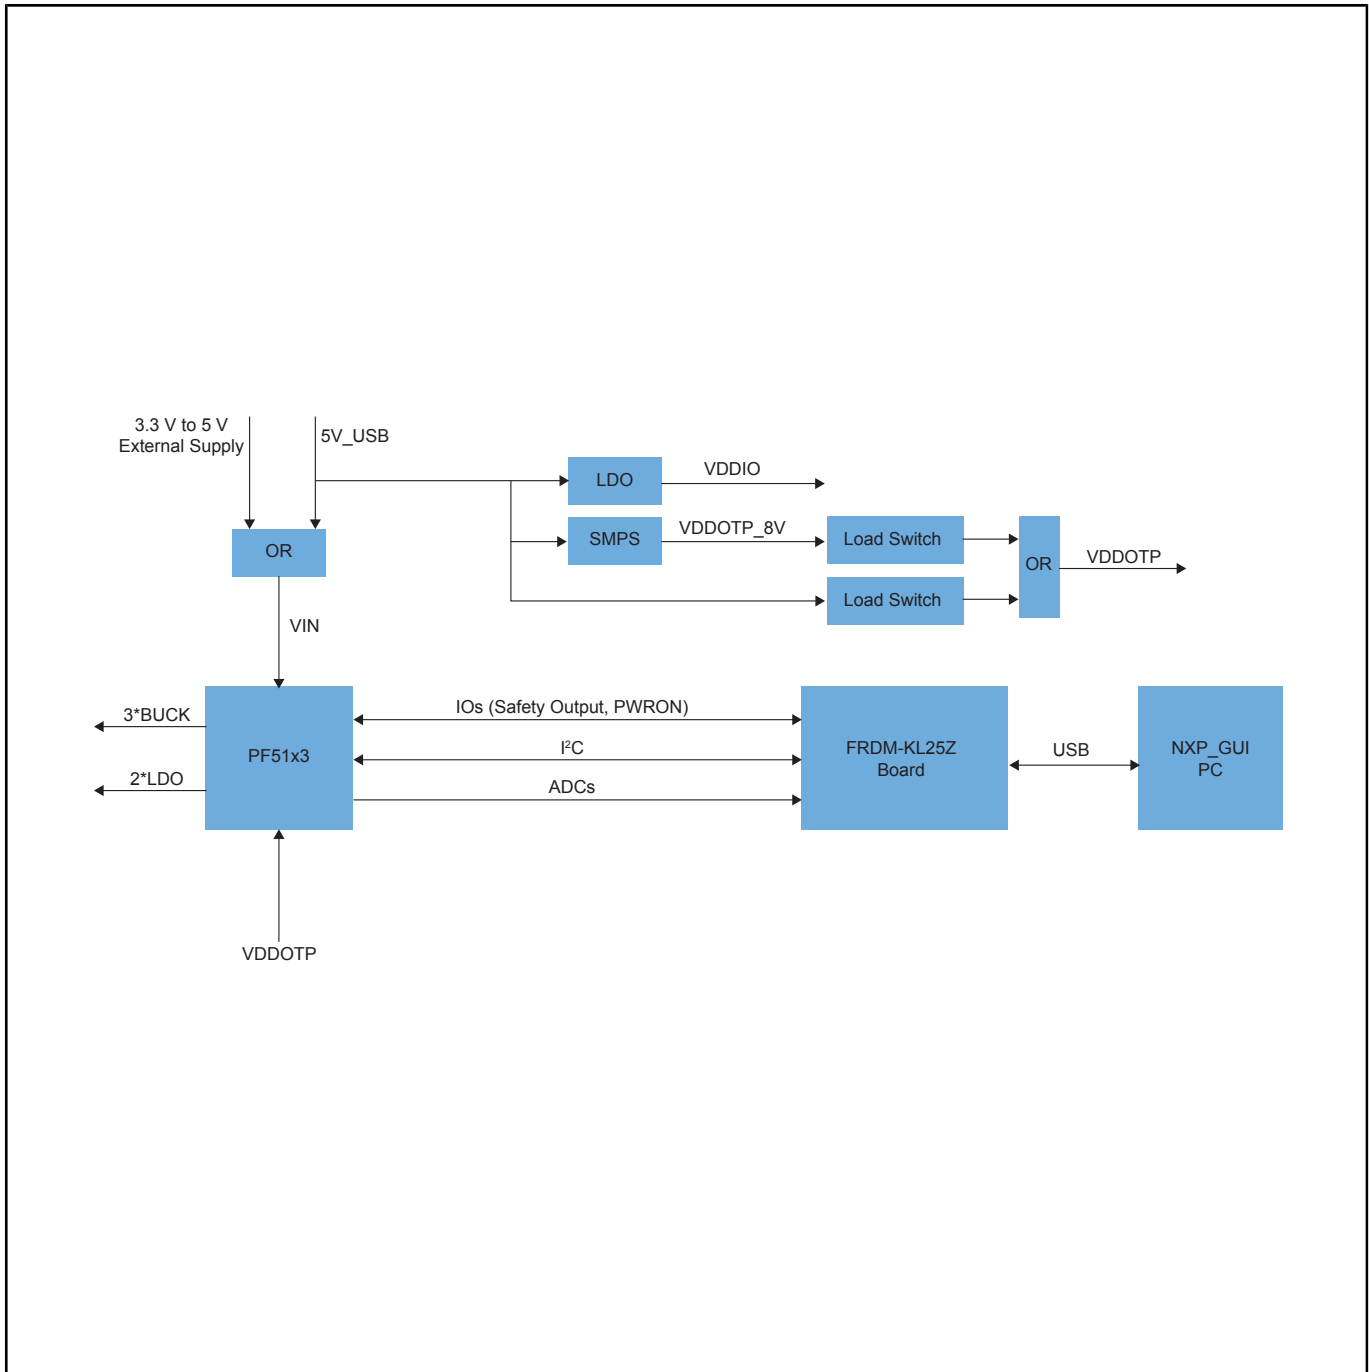 3.3 V to 5 V
External Supply
5V_USB
LDO
VDDIO
SMPS
VDDOTP_8V
Load Switch
Load Switch
OR
VDDOTP
OR
VIN
3*BUCK
2*LDO
PF51x3
IOs (Safety Output, PWRON)
I²C
ADCs
FRDM-KL25Z
Board
USB
NXP_GUI
PC
VDDOTP